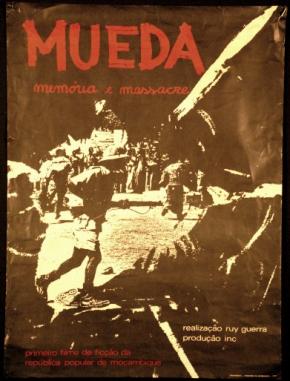 MUEDA
memória e massacre
realização ruy guerra
produção inc
primeiro filme de ficção da
república popular de moçambique